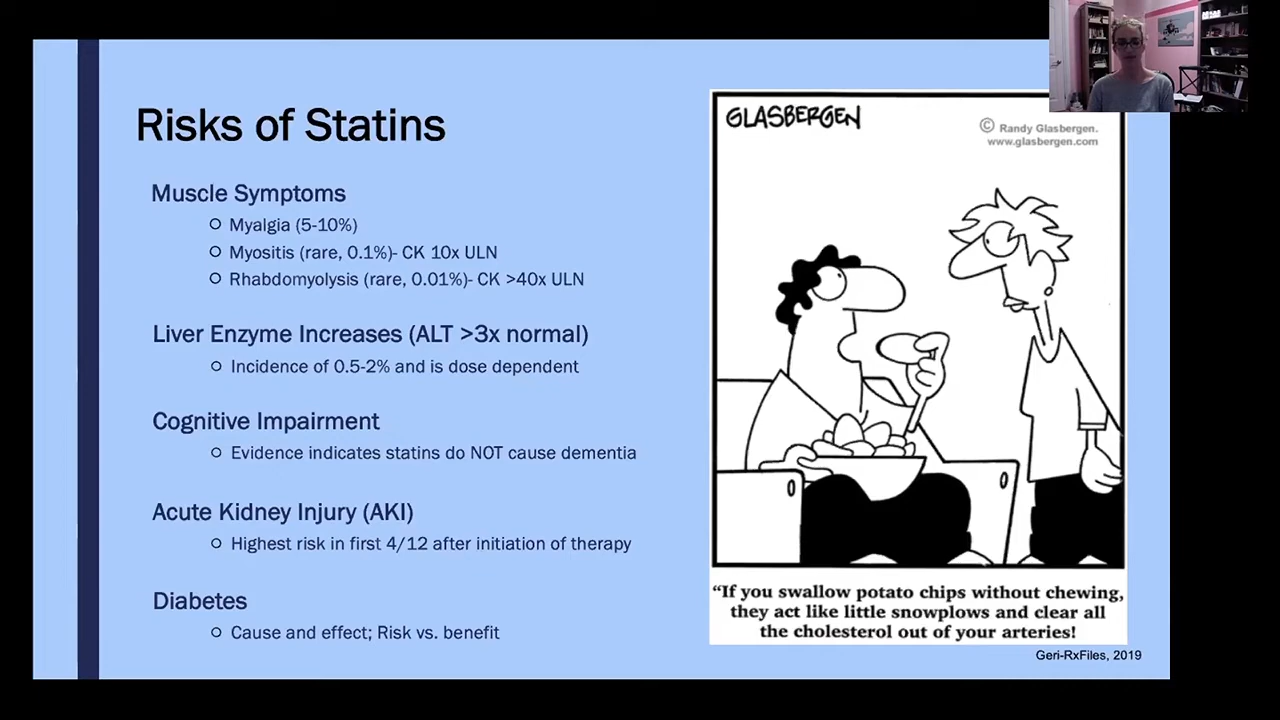 Risks of Statins
Muscle Symptoms
Myalgia (5-10%)
Myositis (rare, 0.1%)- CK 10x ULN
Rhabdomyolysis (rare, 0.01%)- CK >40x ULN
Liver Enzyme Increases (ALT >3x normal)
Incidence of 0.5-2% and is dose dependent
Cognitive Impairment
Evidence indicates statins do NOT cause dementia
Acute Kidney Injury (AKI)
Highest risk in first 4/12 after initiation of therapy
Diabetes
Cause and effect; Risk vs. benefit
GLASBERGEN
© Randy Glasbergen.
www.glasbergen.com
“If you swallow potato chips without chewing,
they act like little snowplows and clear all
the cholesterol out of your arteries!
Geri-RxFiles, 2019